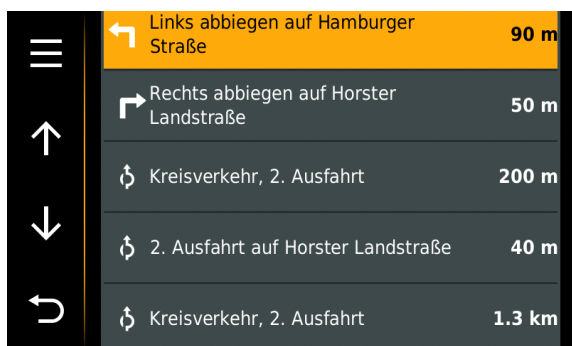 Links abbiegen auf Hamburger
Straße
90 m
Rechts abbiegen auf Horster
Landstraße
50 m
Kreisverkehr, 2. Ausfahrt
200 m
2. Ausfahrt auf Horster Landstraße
40 m
Kreisverkehr, 2. Ausfahrt
1.3 km